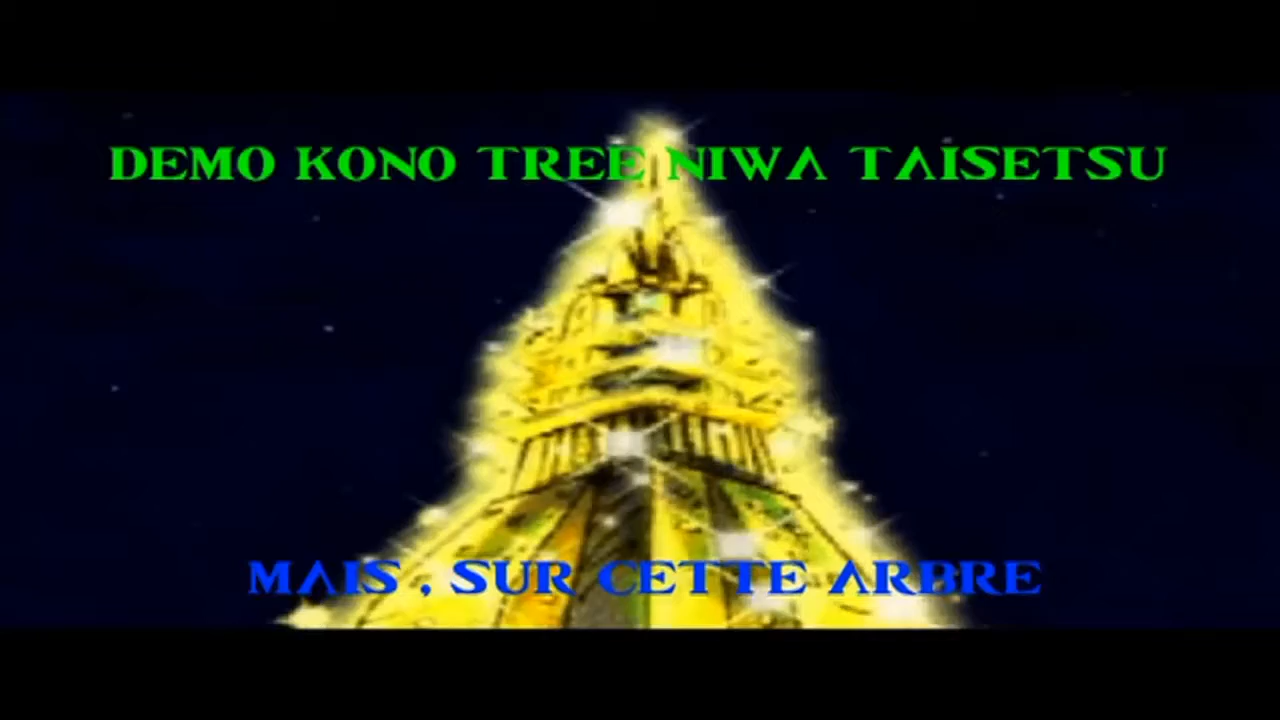 DEMO KONO TREE NIWA TAISETSU
MAIS , SUR CETTE ARBRE